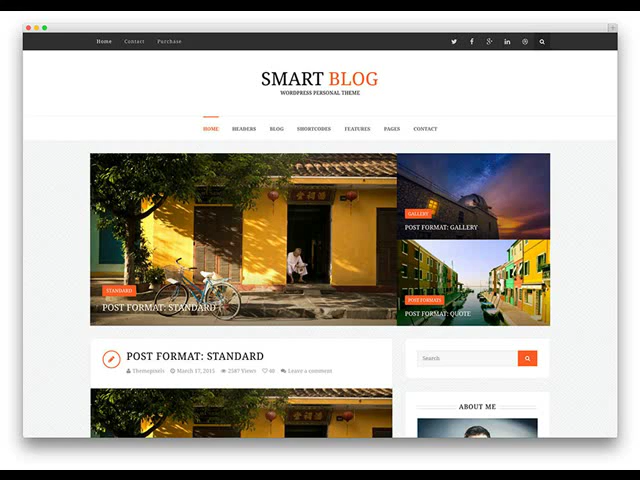 Home Contact Purchase
SMART BLOG
WORDPRESS PERSONAL THEME
HOME HEADERS BLOG SHORTCODES FEATURES PAGES CONTACT
STANDARD
POST FORMAT: STANDARD
GALLERY
POST FORMAT: GALLERY
POST FORMATS
POST FORMAT: QUOTE
POST FORMAT: STANDARD
Themepixels March 17, 2015 2587 Views 48 Leave a comment
Search
ABOUT ME